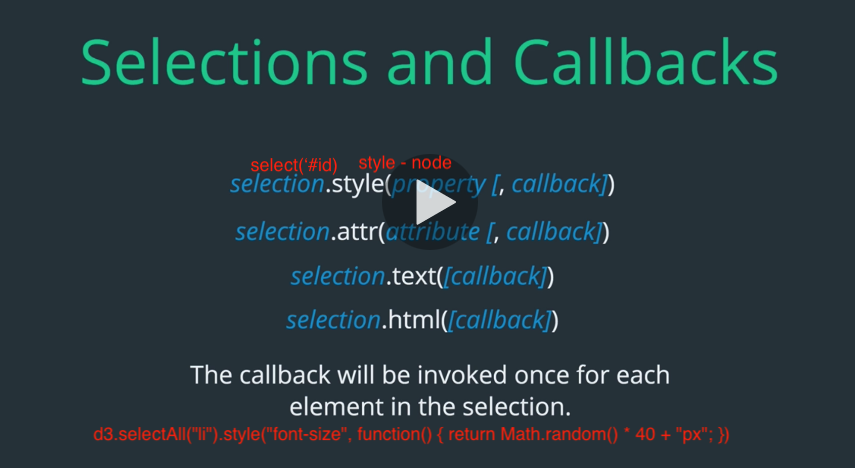 Selections and Callbacks
select('#id) style - node
selection.style(property [, callback])
selection.attr(attribute [, callback])
selection.text([callback])
selection.html([callback])
The callback will be invoked once for each
element in the selection.
d3.selectAll("li").style("font-size", function() { return Math.random() * 40 + "px"; })